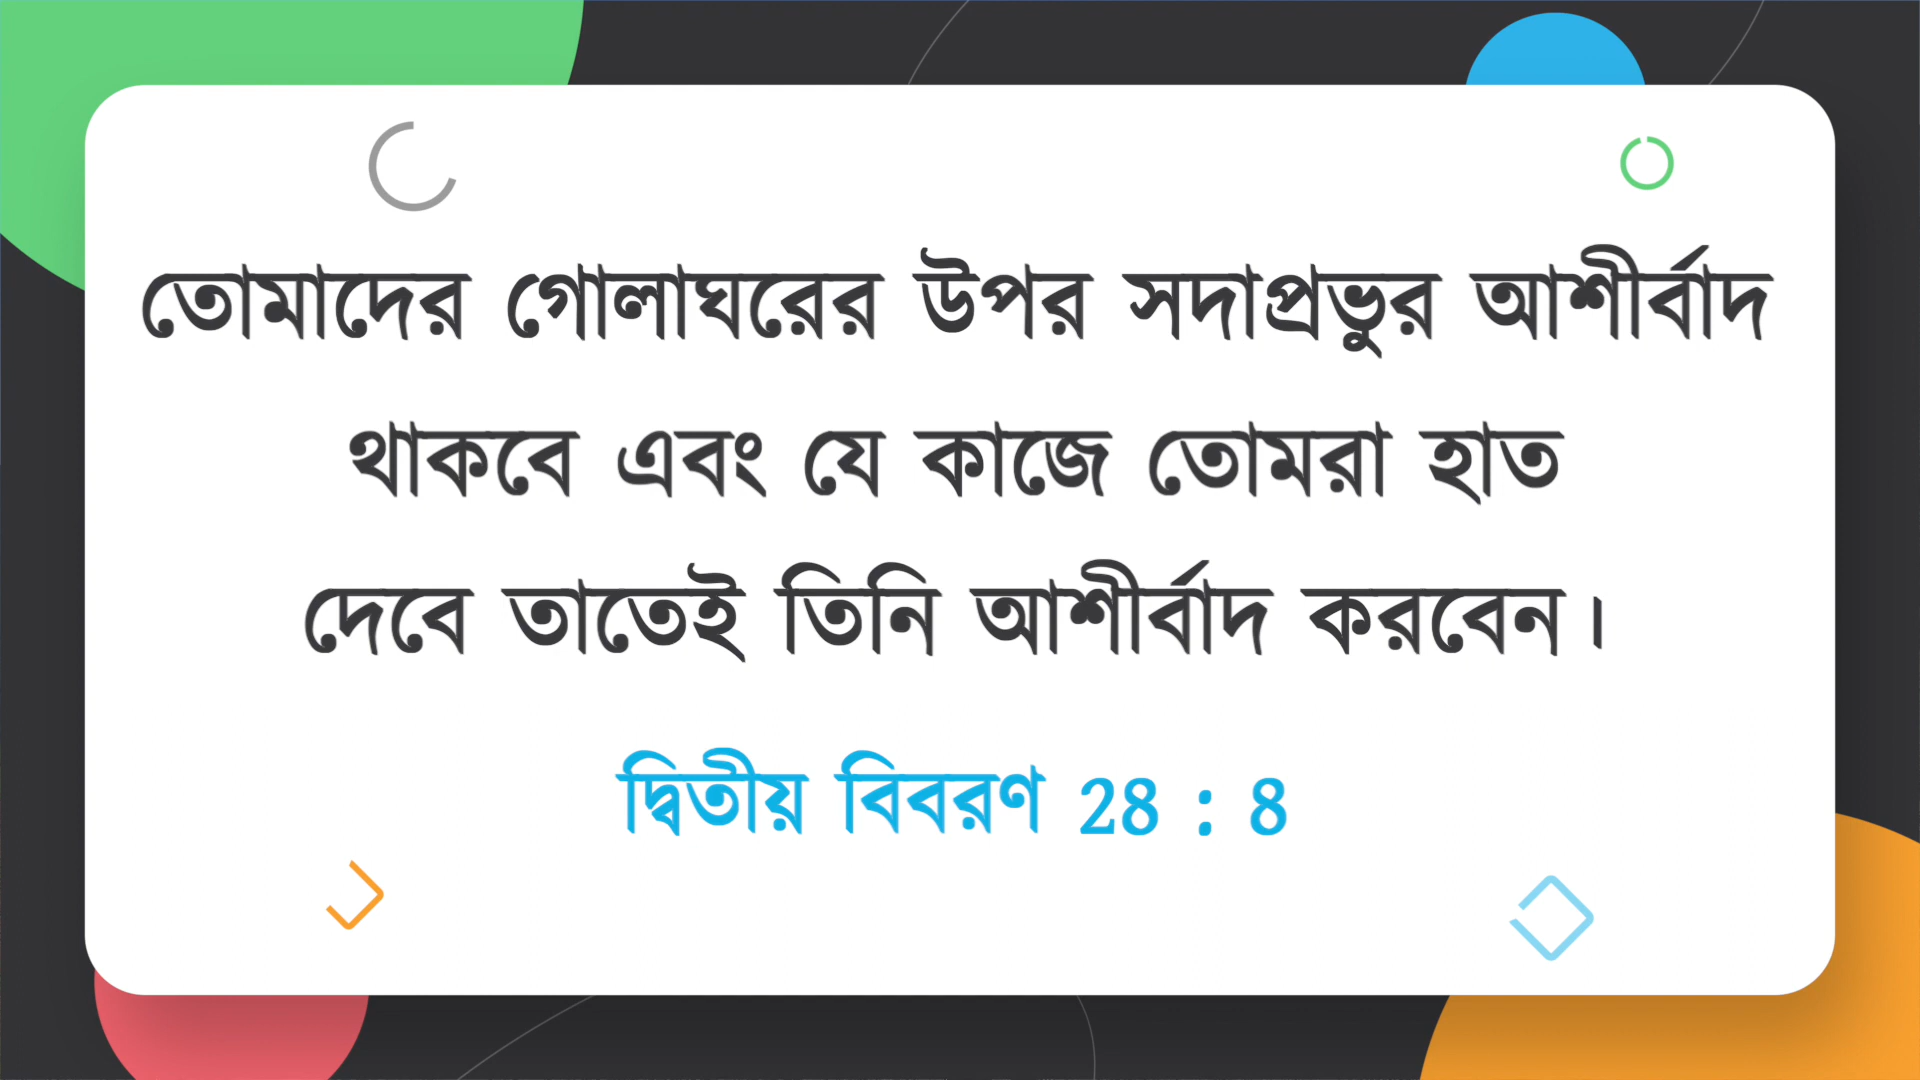 তোমাদের গোলাঘরের উপর সদাপ্রভুর আশীর্বাদ
থাকবে এবং যে কাজে তোমরা হাত
দেবে তাতেই তিনি আশীর্বাদ করবেন।
দ্বিতীয় বিবরণ 28 : 8